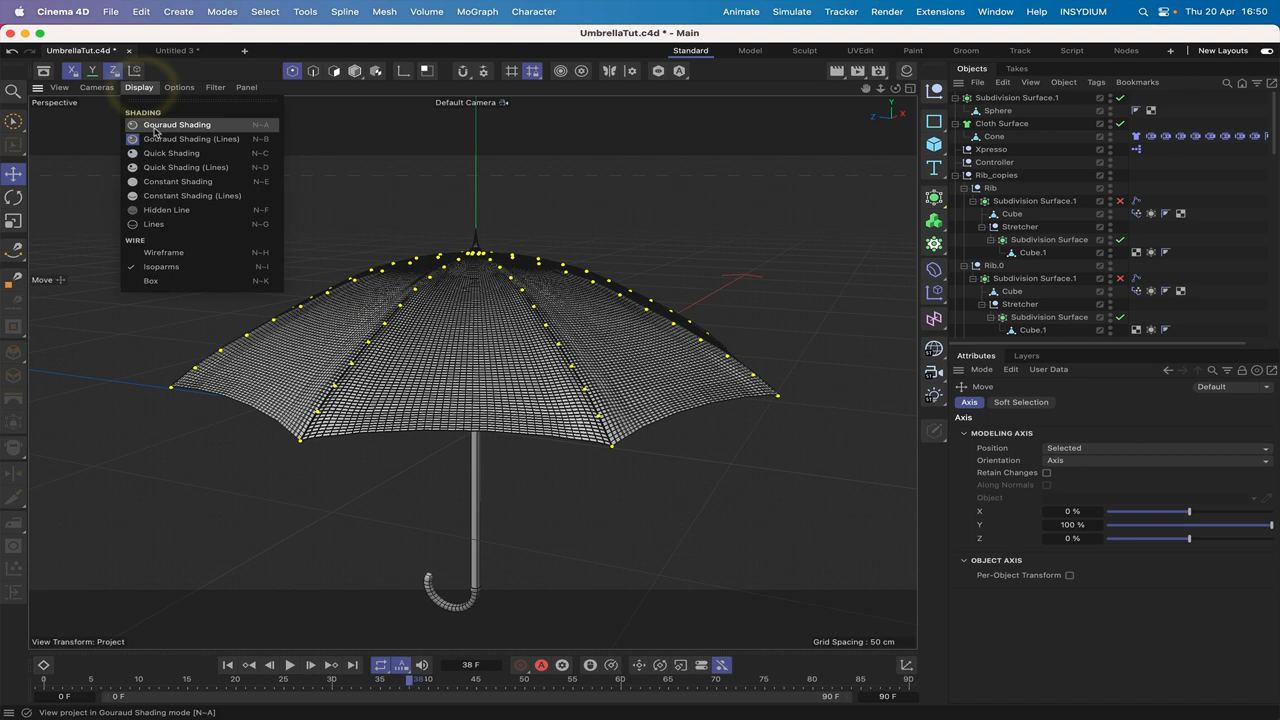 Cinema 4D File Edit Create Modes Select Tools Spline Mesh Volume MoGraph Character Animate Simulate Tracker Render Extensions Window Help INSYDIUM Thu 20 Apr 16:50
UmbrellaTut.c4d * - Main
UmbrellaTut.c4d * Untitled 3 * Standard Model Sculpt UVEdit Paint Groom Track Script Nodes New Layouts
X Y Z
View Cameras Display Options Filter Panel
Perspective
Default Camera
Y
Z X
SHADING
Gouraud Shading N~A
Gouraud Shading (Lines) N~B
Quick Shading N~C
Quick Shading (Lines) N~D
Constant Shading N~E
Constant Shading (Lines)
Hidden Line N~F
Lines N~G
WIRE
Wireframe N~H
Isoparms N~I
Box N~K
Move
View Transform: Project
Grid Spacing : 50 cm
Objects Takes
File Edit View Object Tags Bookmarks
Subdivision Surface.1
Sphere
Cloth Surface
Cone
Xpresso
Controller
Rib_copies
Rib
Subdivision Surface.1
Cube
Stretcher
Subdivision Surface
Cube.1
Rib.0
Subdivision Surface.1
Cube
Stretcher
Subdivision Surface
Cube.1
ST
ST
ST
Attributes Layers
Mode Edit User Data
Move Default
Axis Soft Selection
Axis
MODELING AXIS
Position Selected
Orientation Axis
Retain Changes
Along Normals
Object
X 0 %
Y 100 %
Z 0 %
OBJECT AXIS
Per-Object Transform
38 F
0 5 10 15 20 25 30 35 38 40 45 50 55 60 65 70 75 80 85 90
0 F 0 F 90 F 90 F
View project in Gouraud Shading mode [N~A]